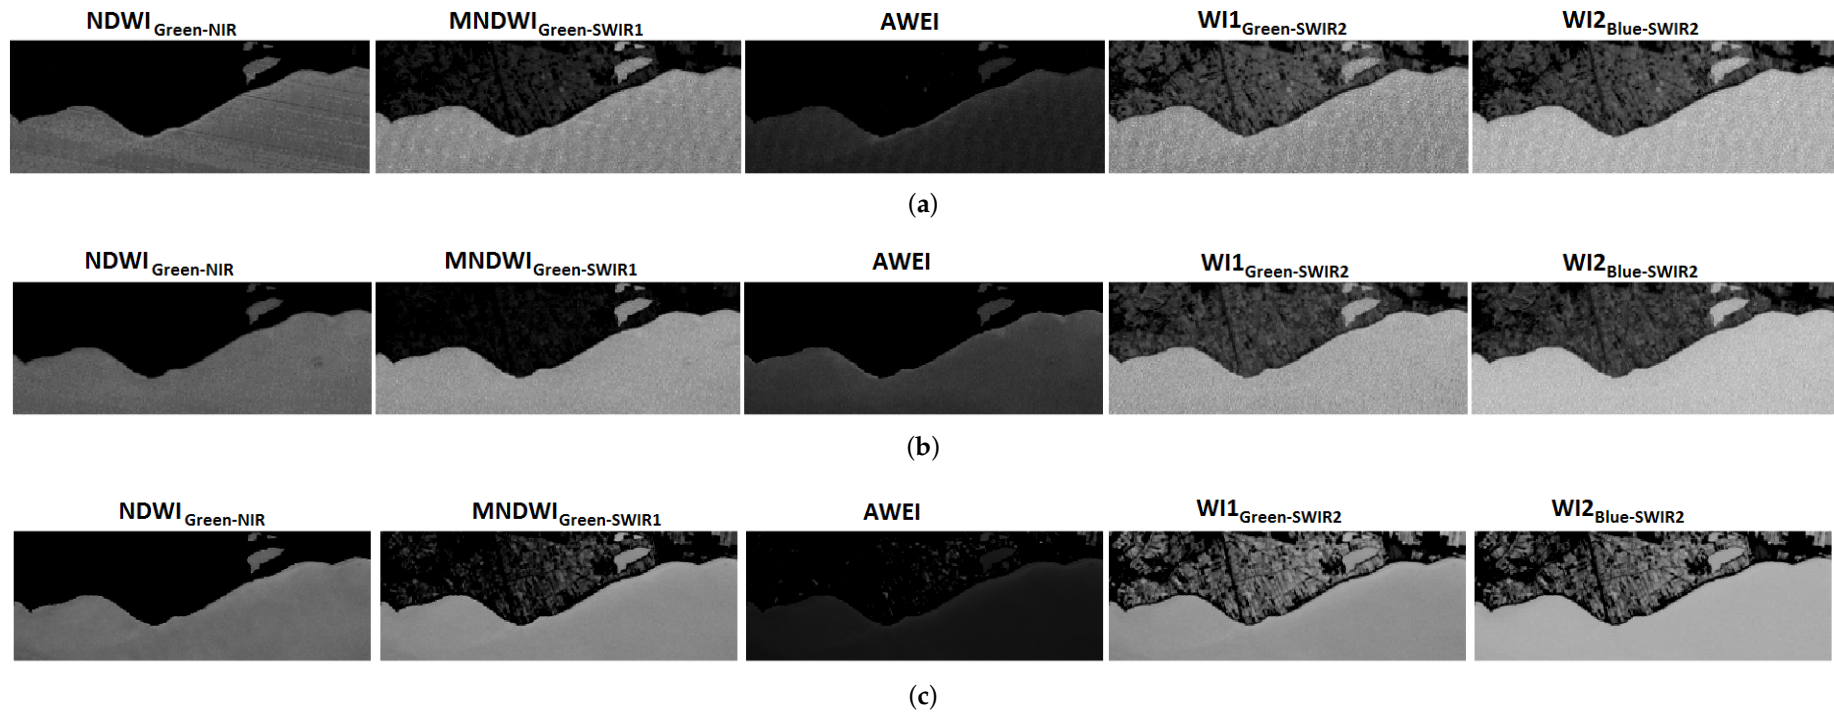 NDWI Green-NIR MNDWI Green-SWIR1 AWEI WI1 Green-SWIR2 WI2 Blue-SWIR2
(a)
NDWI Green-NIR MNDWI Green-SWIR1 AWEI WI1 Green-SWIR2 WI2 Blue-SWIR2
(b)
NDWI Green-NIR MNDWI Green-SWIR1 AWEI WI1 Green-SWIR2 WI2 Blue-SWIR2
(c)